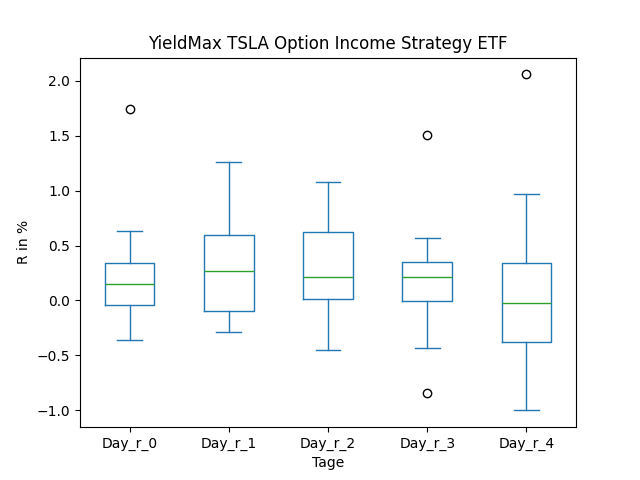 YieldMax TSLA Option Income Strategy ETF
2.0
1.5
1.0
0.5
0.0
−0.5
−1.0
R in %
Day_r_0 Day_r_1 Day_r_2 Day_r_3 Day_r_4
Tage